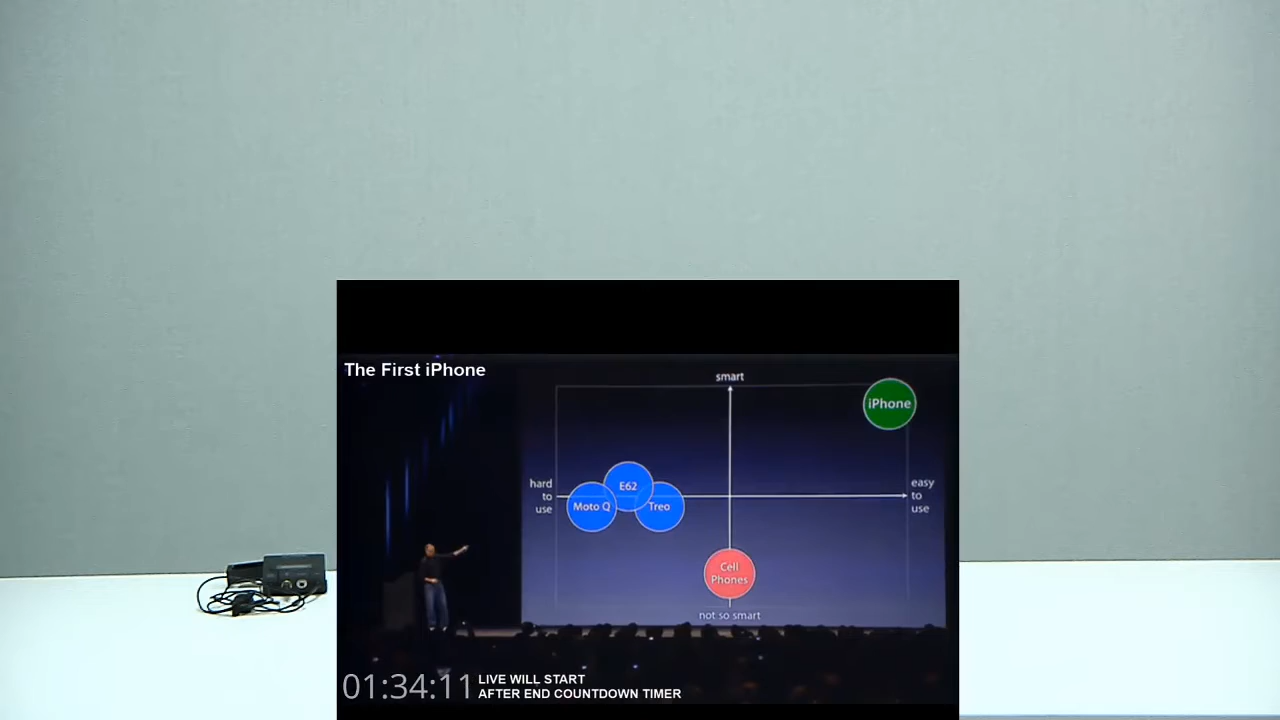 The First iPhone
smart
iPhone
hard
to
use
E62
Moto Q
Treo
easy
to
use
Cell
Phones
not so smart
01:34:11
LIVE WILL START
AFTER END COUNTDOWN TIMER